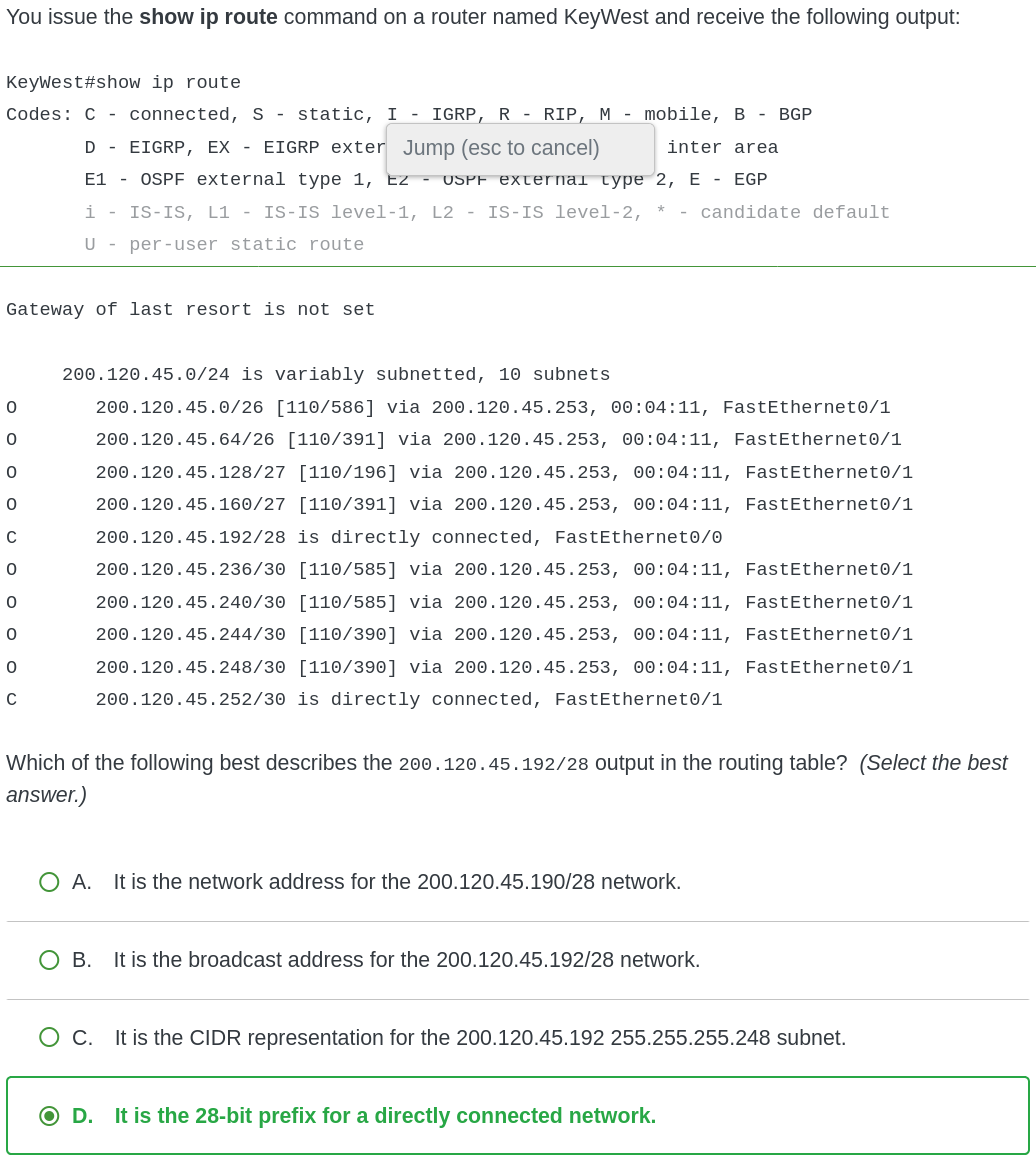 You issue the show ip route command on a router named KeyWest and receive the following output:
KeyWest#show ip route
Codes: C - connected, S - static, I - IGRP, R - RIP, M - mobile, B - BGP
D - EIGRP, EX - EIGRP exter
Jump (esc to cancel)
inter area
E1 - OSPF external type 1, E2 - OSPF external type 2, E - EGP
i - IS-IS, L1 - IS-IS level-1, L2 - IS-IS level-2, * - candidate default
U - per-user static route
Gateway of last resort is not set
200.120.45.0/24 is variably subnetted, 10 subnets
O 200.120.45.0/26 [110/586] via 200.120.45.253, 00:04:11, FastEthernet0/1
O 200.120.45.64/26 [110/391] via 200.120.45.253, 00:04:11, FastEthernet0/1
O 200.120.45.128/27 [110/196] via 200.120.45.253, 00:04:11, FastEthernet0/1
O 200.120.45.160/27 [110/391] via 200.120.45.253, 00:04:11, FastEthernet0/1
C 200.120.45.192/28 is directly connected, FastEthernet0/0
O 200.120.45.236/30 [110/585] via 200.120.45.253, 00:04:11, FastEthernet0/1
O 200.120.45.240/30 [110/585] via 200.120.45.253, 00:04:11, FastEthernet0/1
O 200.120.45.244/30 [110/390] via 200.120.45.253, 00:04:11, FastEthernet0/1
O 200.120.45.248/30 [110/390] via 200.120.45.253, 00:04:11, FastEthernet0/1
C 200.120.45.252/30 is directly connected, FastEthernet0/1
Which of the following best describes the 200.120.45.192/28 output in the routing table? (Select the best
answer.)
A. It is the network address for the 200.120.45.190/28 network.
B. It is the broadcast address for the 200.120.45.192/28 network.
C. It is the CIDR representation for the 200.120.45.192 255.255.255.248 subnet.
D. It is the 28-bit prefix for a directly connected network.